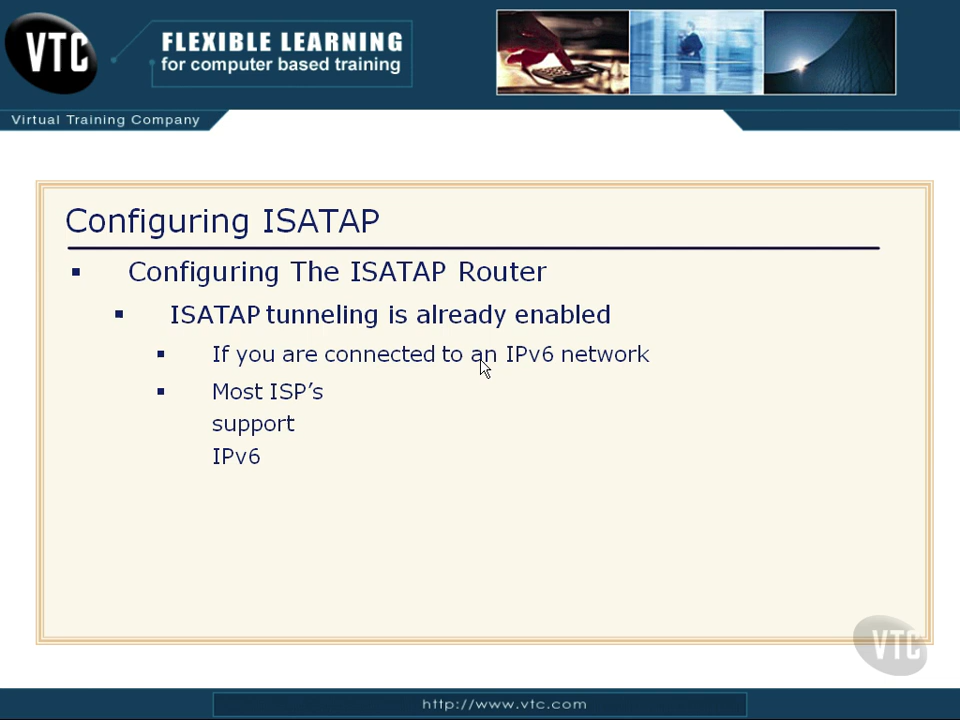 VTC
FLEXIBLE LEARNING
for computer based training
Virtual Training Company
Configuring ISATAP
Configuring The ISATAP Router
ISATAP tunneling is already enabled
If you are connected to an IPv6 network
Most ISP's
support
IPv6
VTC
http://www.vtc.com